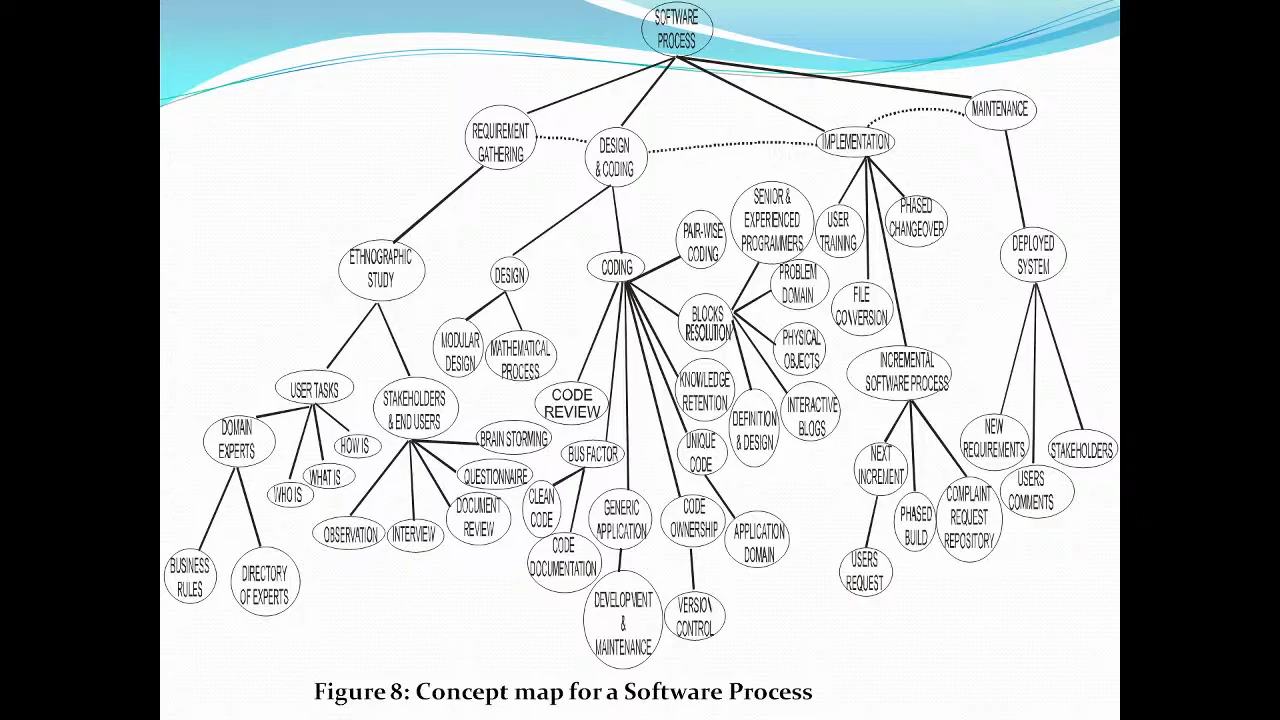 SOFTWARE
PROCESS
REQUIREMENT
GATHERING
DESIGN
& CODING
IMPLEMENTATION
MAINTENANCE
ETHNOGRAPHIC
STUDY
DESIGN
CODING
PAIR-WISE
CODING
SENIOR &
EXPERIENCED
PROGRAMMERS
USER
TRAINING
PHASED
CHANGEOVER
DEPLOYED
SYSTEM
PROBLEM
DOMAIN
FILE
CONVERSION
BLOCKS
RESOLUTION
PHYSICAL
OBJECTS
MODULAR
DESIGN
MATHEMATICAL
PROCESS
INCREMENTAL
SOFTWARE PROCESS
USER TASKS
STAKEHOLDERS
& END USERS
CODE
REVIEW
KNOWLEDGE
RETENTION
DEFINITION
& DESIGN
INTERACTIVE
BLOGS
DOMAIN
EXPERTS
HOW IS
WHAT IS
WHO IS
BRAIN STORMING
QUESTIONNAIRE
DOCUMENT
REVIEW
INTERVIEW
OBSERVATION
BUS FACTOR
UNIQUE
CODE
NEXT
INCREMENT
NEW
REQUIREMENTS
STAKEHOLDERS
USERS
COMMENTS
CLEAN
CODE
GENERIC
APPLICATION
CODE
OWNERSHIP
APPLICATION
DOMAIN
PHASED
BUILD
COMPLAINT
REQUEST
REPOSITORY
BUSINESS
RULES
DIRECTORY
OF EXPERTS
CODE
DOCUMENTATION
USERS
REQUEST
DEVELOPMENT
&
MAINTENANCE
VERSION
CONTROL
Figure 8: Concept map for a Software Process